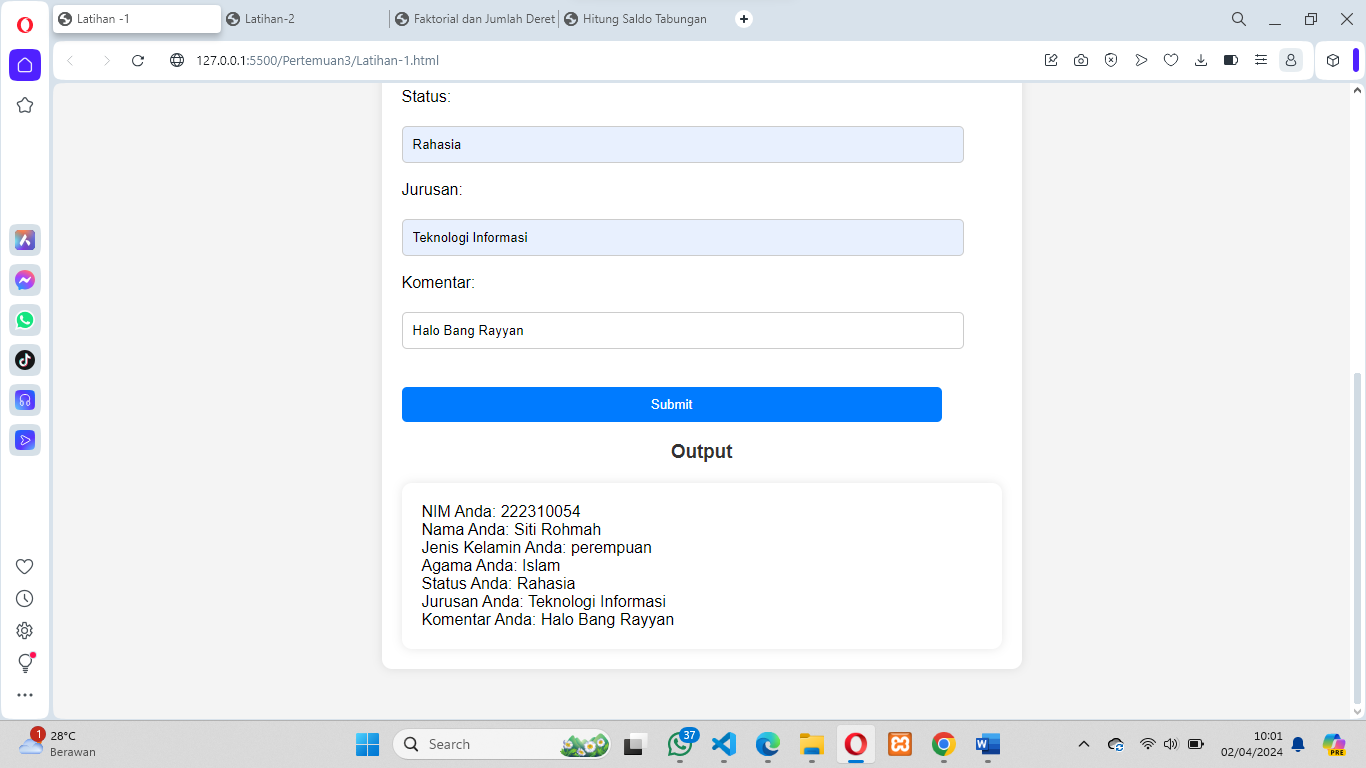 Latihan -1
Latihan-2
Faktorial dan Jumlah Deret
Hitung Saldo Tabungan
127.0.0.1:5500/Pertemuan3/Latihan-1.html
Status:
Rahasia
Jurusan:
Teknologi Informasi
Komentar:
Halo Bang Rayyan
Submit
Output
NIM Anda: 222310054
Nama Anda: Siti Rohmah
Jenis Kelamin Anda: perempuan
Agama Anda: Islam
Status Anda: Rahasia
Jurusan Anda: Teknologi Informasi
Komentar Anda: Halo Bang Rayyan
1
28°C
Berawan
Search
37
10:01
02/04/2024
PRE